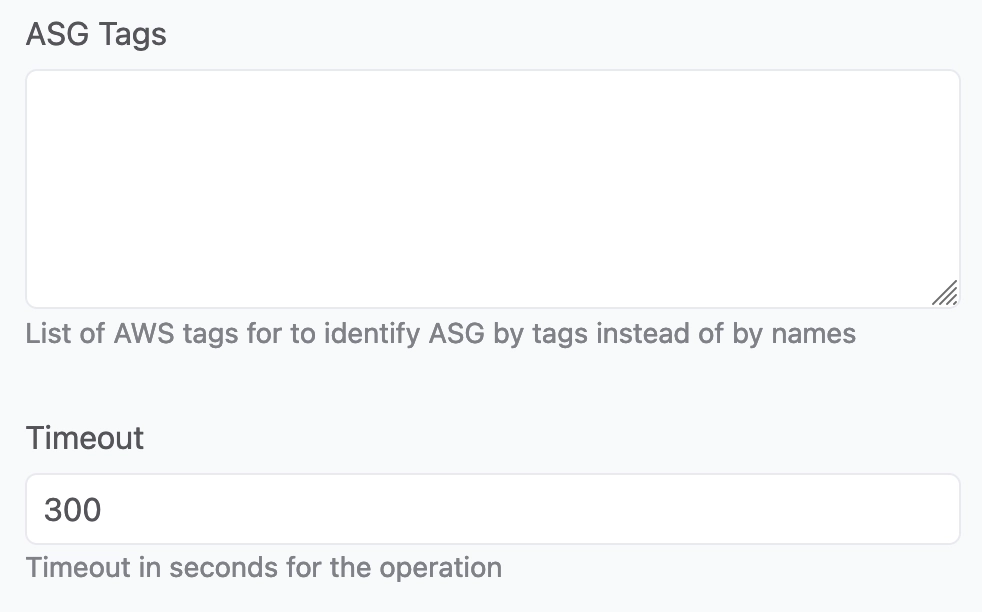 ASG Tags
List of AWS tags for to identify ASG by tags instead of by names
Timeout
300
Timeout in seconds for the operation